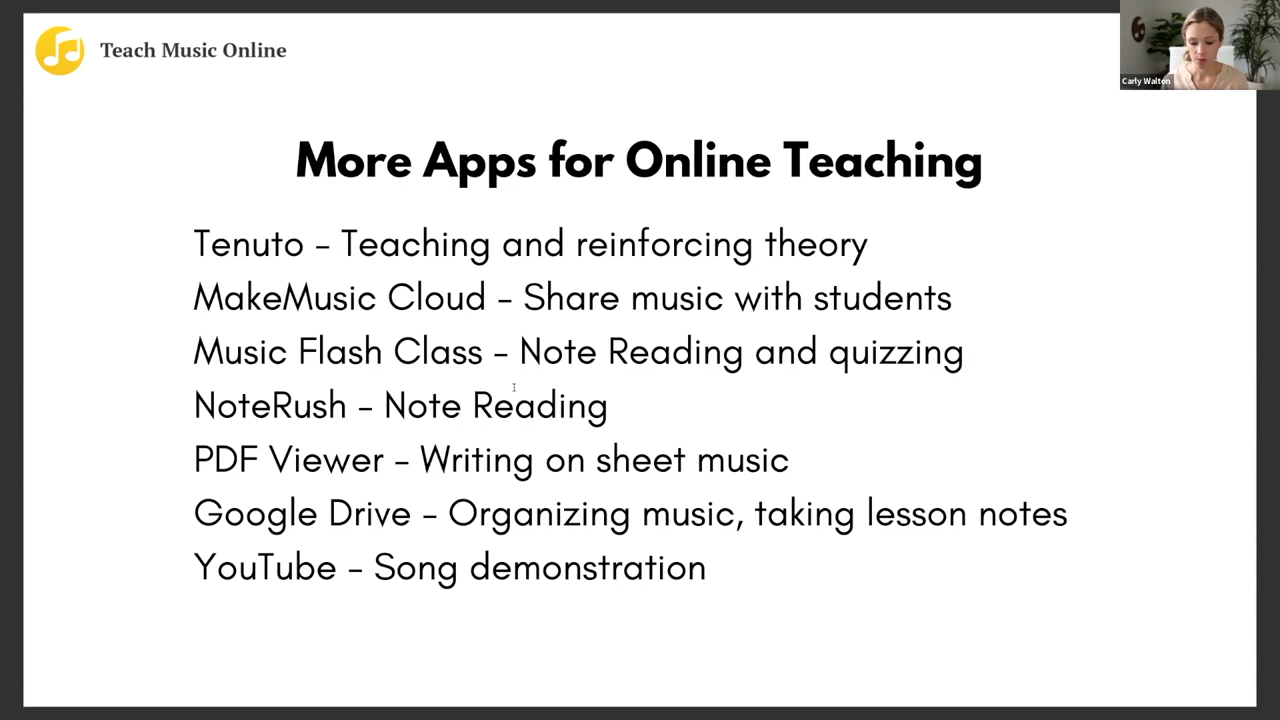 Teach Music Online
Carly Walton
More Apps for Online Teaching
Tenuto - Teaching and reinforcing theory
MakeMusic Cloud - Share music with students
Music Flash Class - Note Reading and quizzing
NoteRush - Note Reading
PDF Viewer - Writing on sheet music
Google Drive - Organizing music, taking lesson notes
YouTube - Song demonstration